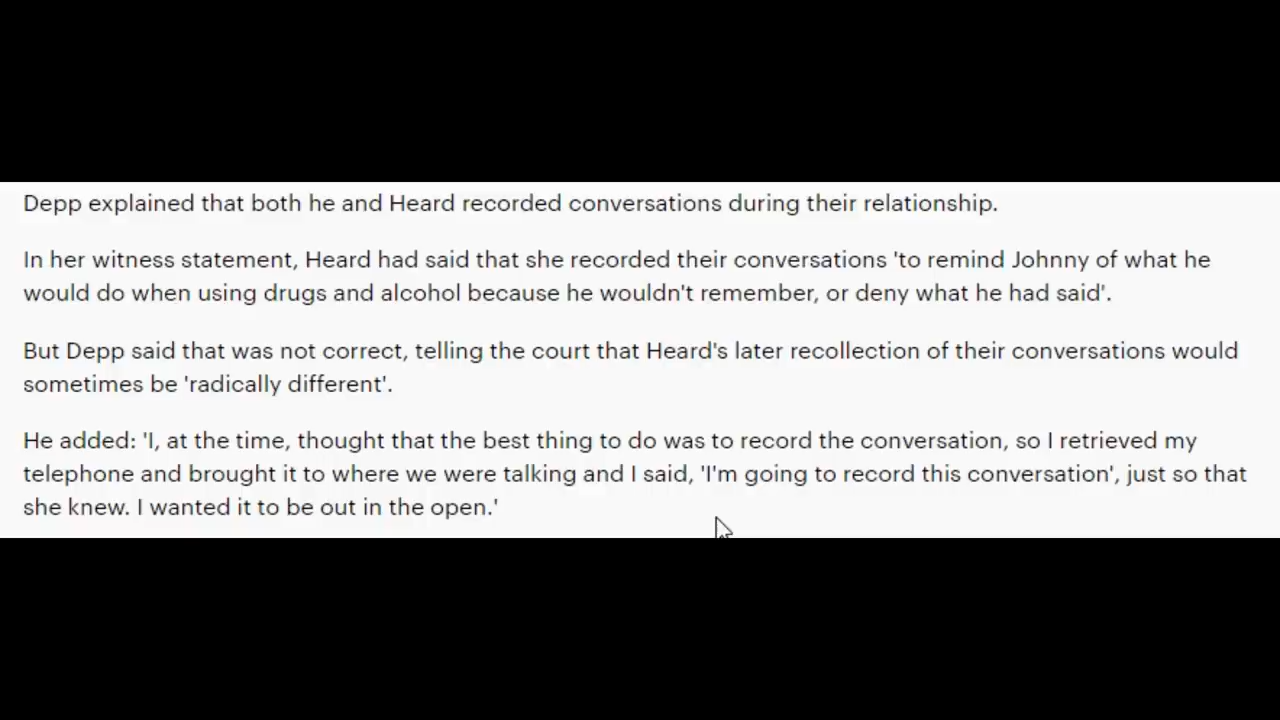 Depp explained that both he and Heard recorded conversations during their relationship.
In her witness statement, Heard had said that she recorded their conversations 'to remind Johnny of what he
would do when using drugs and alcohol because he wouldn't remember, or deny what he had said'.
But Depp said that was not correct, telling the court that Heard's later recollection of their conversations would
sometimes be 'radically different'.
He added: 'I, at the time, thought that the best thing to do was to record the conversation, so I retrieved my
telephone and brought it to where we were talking and I said, 'I'm going to record this conversation', just so that
she knew. I wanted it to be out in the open.'